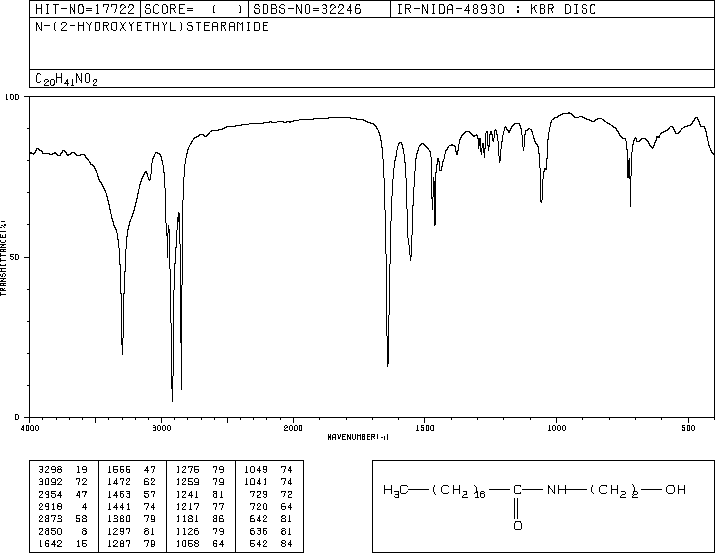 HIT-NO=17722 SCORE= ( ) SDBS-NO=32246 IR-NIDA-48930 : KBR DISC
N-(2-HYDROXYETHYL)STEARAMIDE
C20H41NO2
100
50
0
TRANSMITTANCE(%)
4000 3000 2000 1500 1000 500
WAVENUMBER(-1)
3298 19 1566 47 1276 79 1049 74
3092 72 1472 62 1259 79 1041 74
2954 47 1463 57 1241 81 729 72
2918 4 1441 74 1217 77 720 64
2873 58 1380 79 1181 86 642 81
2850 8 1297 81 1126 79 636 81
1642 15 1287 79 1058 64 542 84
H3C (CH2)16 C NH (CH2)2 OH
O